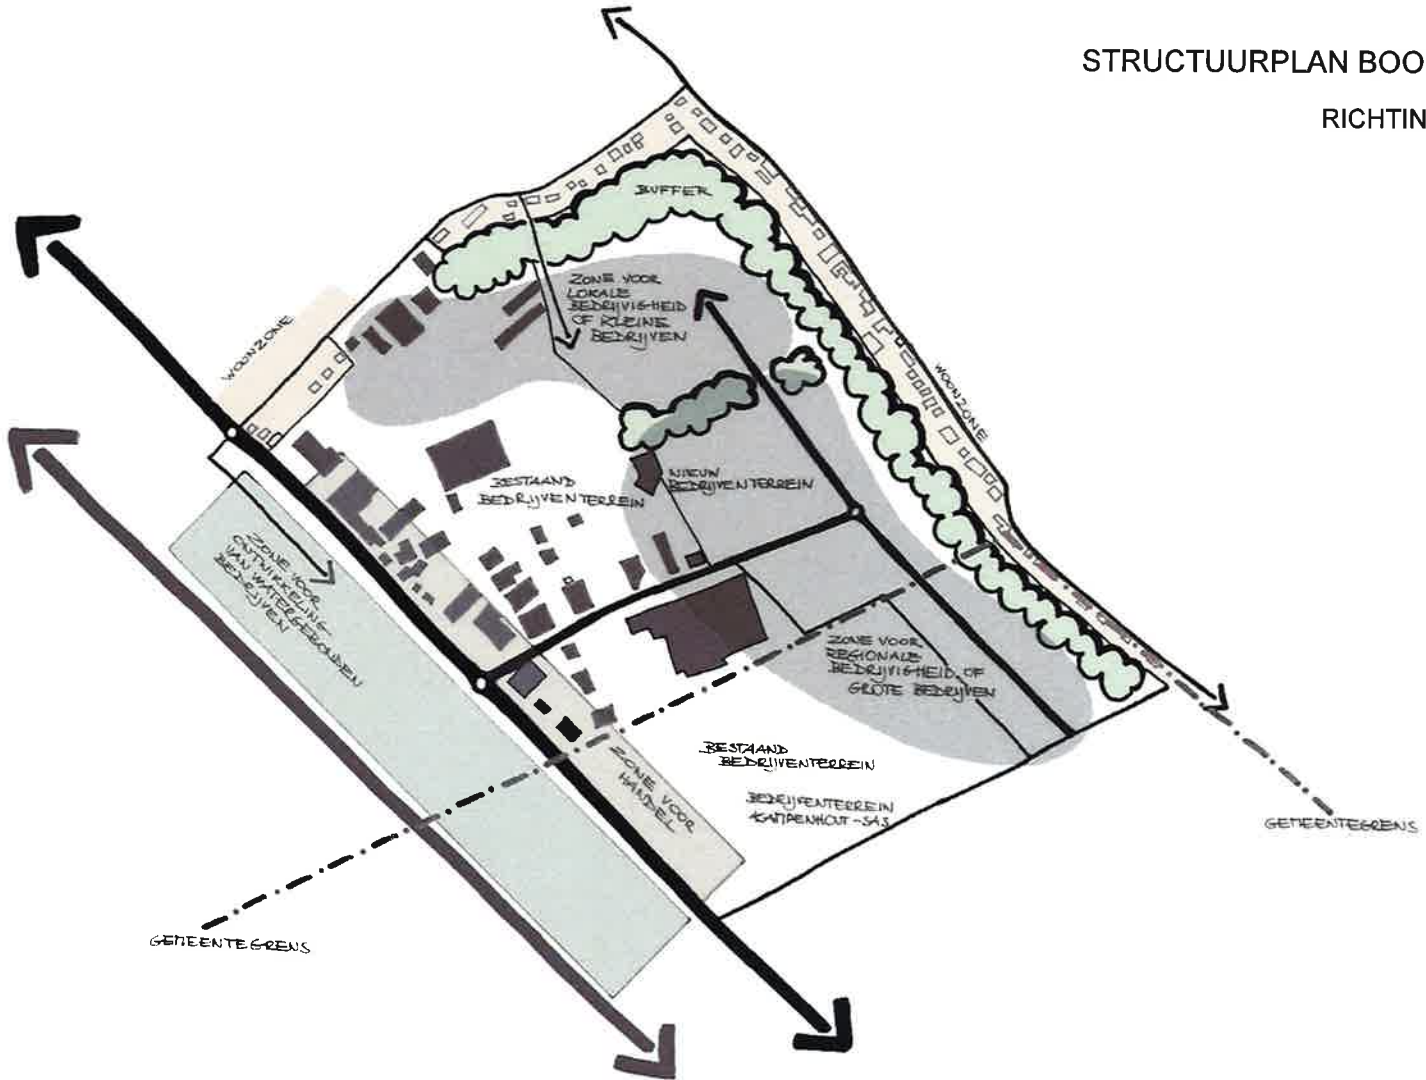 STRUCTUURPLAN BOO
RICHTIN
BUFFER
ZONE VOOR
LOKALE
BEDRIJVIGHEID
OF KLEINE
BEDRIJVEN
WOONZONE
WOONZONE
BESTAAND
BEDRIJVENTERREIN
NIEUW
BEDRIJVENTERREIN
ZONE VOOR
ONTWIKKELING
VAN WATERGEBONDEN
BEDRIJVEN
ZONE VOOR
REGIONALE
BEDRIJVIGHEID OF
GROTE BEDRIJVEN
BESTAAND
BEDRIJVENTERREIN
BEDRIJVENTERREIN
KAMPENHOUT-SAS
ZONE VOOR
HANDEL
GEMEENTEGRENS
GEMEENTEGRENS